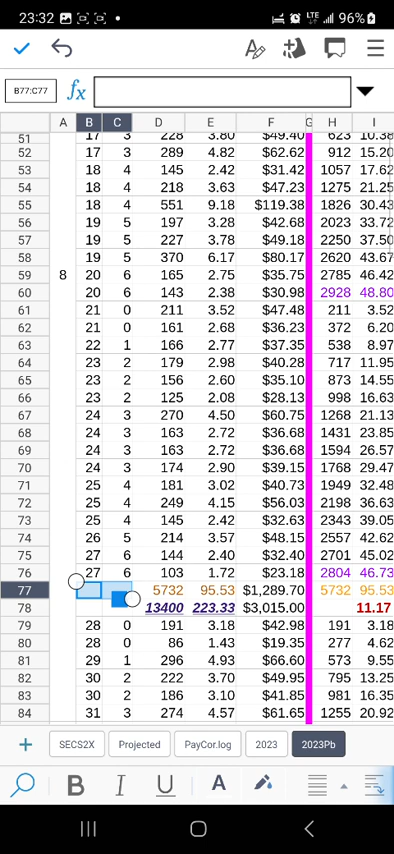 23:32 LTE 96%
B77:C77 fx
A B C D E F G H I
51 17 3 228 3.80 $49.40 623 10.38
52 17 3 289 4.82 $62.62 912 15.20
53 18 4 145 2.42 $31.42 1057 17.62
54 18 4 218 3.63 $47.23 1275 21.25
55 18 4 551 9.18 $119.38 1826 30.43
56 19 5 197 3.28 $42.68 2023 33.72
57 19 5 227 3.78 $49.18 2250 37.50
58 19 5 370 6.17 $80.17 2620 43.67
59 8 20 6 165 2.75 $35.75 2785 46.42
60 20 6 143 2.38 $30.98 2928 48.80
61 21 0 211 3.52 $47.48 211 3.52
62 21 0 161 2.68 $36.23 372 6.20
63 22 1 166 2.77 $37.35 538 8.97
64 23 2 179 2.98 $40.28 717 11.95
65 23 2 156 2.60 $35.10 873 14.55
66 23 2 125 2.08 $28.13 998 16.63
67 24 3 270 4.50 $60.75 1268 21.13
68 24 3 163 2.72 $36.68 1431 23.85
69 24 3 163 2.72 $36.68 1594 26.57
70 24 3 174 2.90 $39.15 1768 29.47
71 25 4 181 3.02 $40.73 1949 32.48
72 25 4 249 4.15 $56.03 2198 36.63
73 25 4 145 2.42 $32.63 2343 39.05
74 26 5 214 3.57 $48.15 2557 42.62
75 27 6 144 2.40 $32.40 2701 45.02
76 27 6 103 1.72 $23.18 2804 46.73
77 5732 95.53 $1,289.70 5732 95.53
78 13400 223.33 $3,015.00 11.17
79 28 0 191 3.18 $42.98 191 3.18
80 28 0 86 1.43 $19.35 277 4.62
81 29 1 296 4.93 $66.60 573 9.55
82 30 2 222 3.70 $49.95 795 13.25
83 30 2 186 3.10 $41.85 981 16.35
84 31 3 274 4.57 $61.65 1255 20.92
+ SECS2X Projected PayCor.log 2023 2023Pb
B I U A